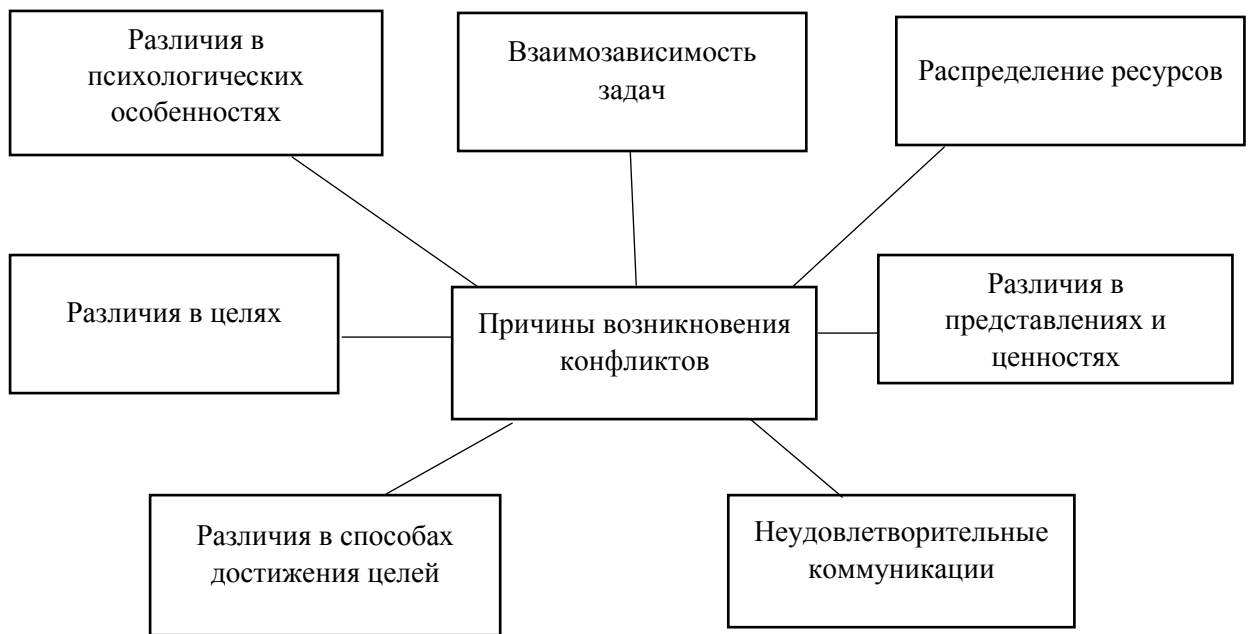 Различия в
психологических
особенностях
Взаимозависимость
задач
Распределение ресурсов
Различия в целях
Причины возникновения
конфликтов
Различия в
представлениях и
ценностях
Различия в способах
достижения целей
Неудовлетворительные
коммуникации